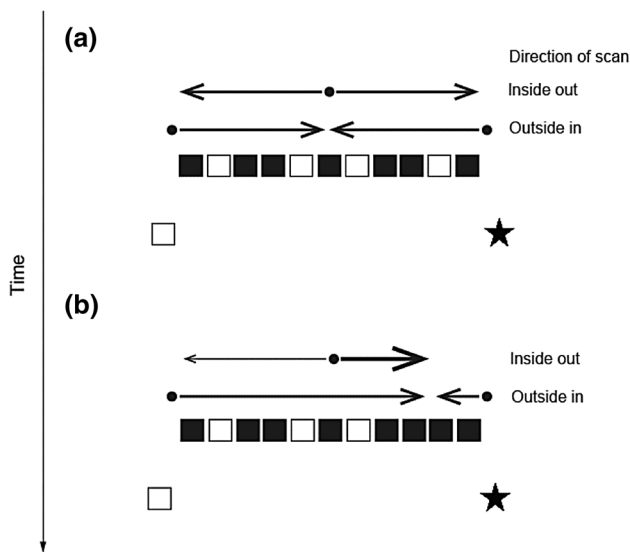 (a)
Direction of scan
Inside out
Outside in
Time
(b)
Inside out
Outside in